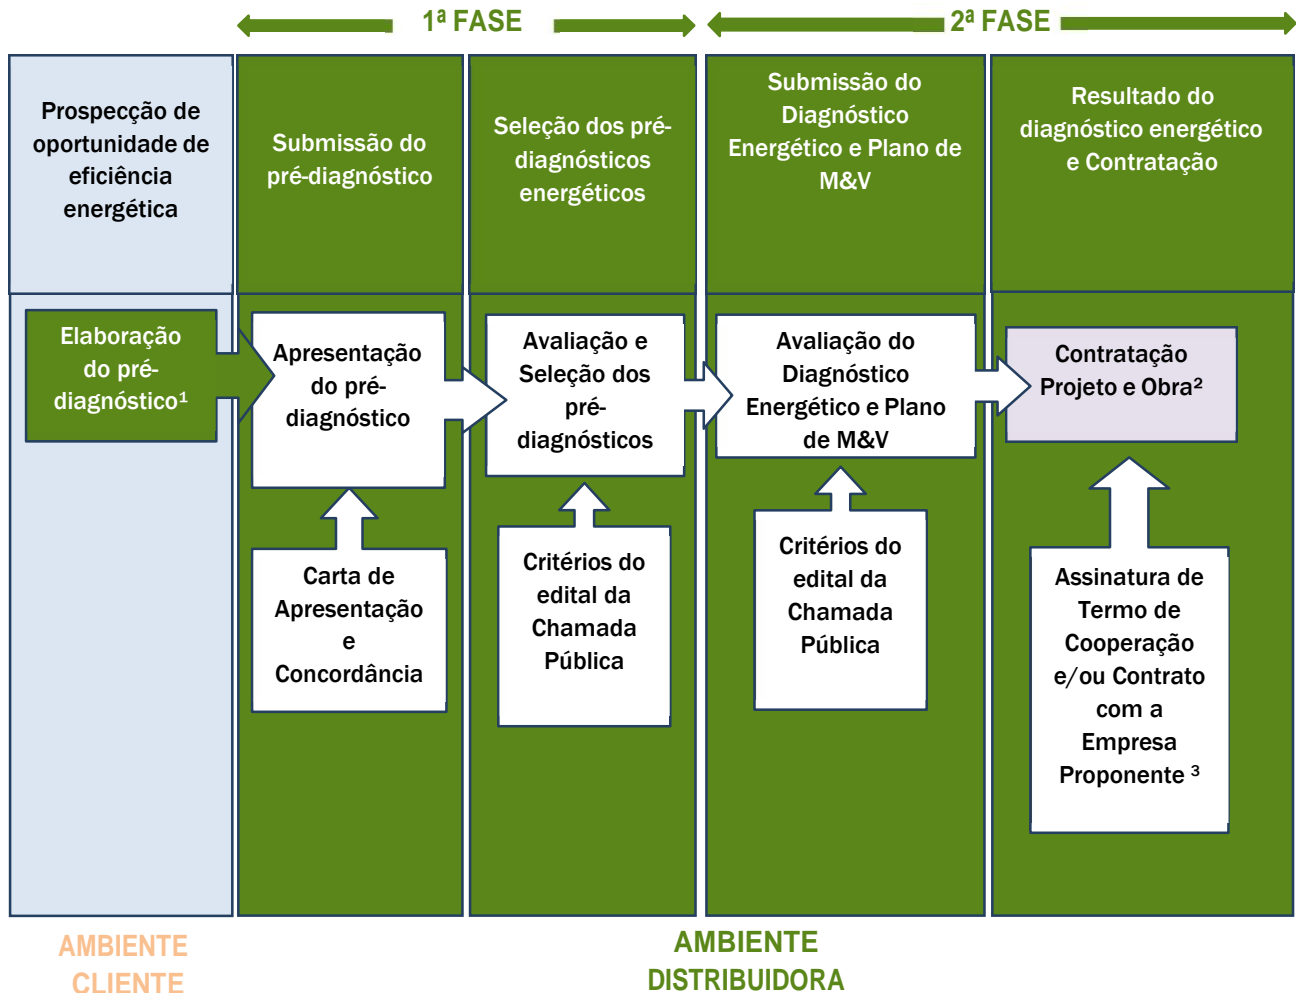 1ª FASE
2ª FASE
Prospecção de
oportunidade de
eficiência
energética
Submissão do
pré-diagnóstico
Seleção dos pré-
diagnósticos
energéticos
Submissão do
Diagnóstico
Energético e Plano de
M&V
Resultado do
diagnóstico energético
e Contratação
Elaboração
do pré-
diagnóstico¹
Apresentação
do pré-
diagnóstico
Avaliação e
Seleção dos
pré-
diagnósticos
Avaliação do
Diagnóstico
Energético e Plano
de M&V
Contratação
Projeto e Obra²
Carta de
Apresentação
e
Concordância
Critérios do
edital da
Chamada
Pública
Critérios do
edital da
Chamada
Pública
Assinatura de
Termo de
Cooperação
e/ou Contrato
com a
Empresa
Proponente ³
AMBIENTE
CLIENTE
AMBIENTE
DISTRIBUIDORA